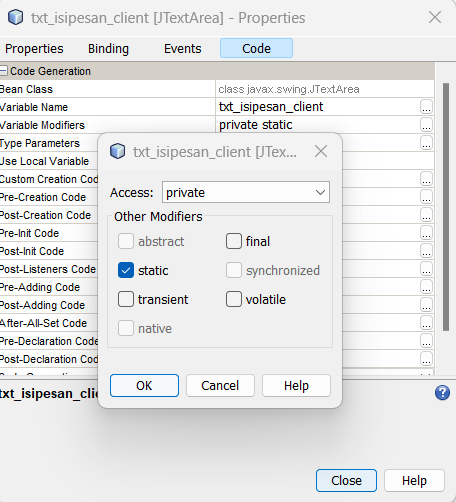 txt_isipesan_client [JTextArea] - Properties
Properties Binding Events Code
Code Generation
Bean Class class javax.swing.JTextArea
Variable Name txt_isipesan_client ...
Variable Modifiers private static ...
Type Parameters ...
Use Local Variable
Custom Creation Code ...
Pre-Creation Code ...
Post-Creation Code ...
Pre-Init Code ...
Post-Init Code ...
Post-Listeners Code ...
Pre-Adding Code ...
Post-Adding Code ...
After-All-Set Code ...
Pre-Declaration Code ...
Post-Declaration Code ...
txt_isipesan_client [JTex...
Access: private
Other Modifiers
abstract final
static synchronized
transient volatile
native
OK Cancel Help
txt_isipesan_clie
?
Close Help